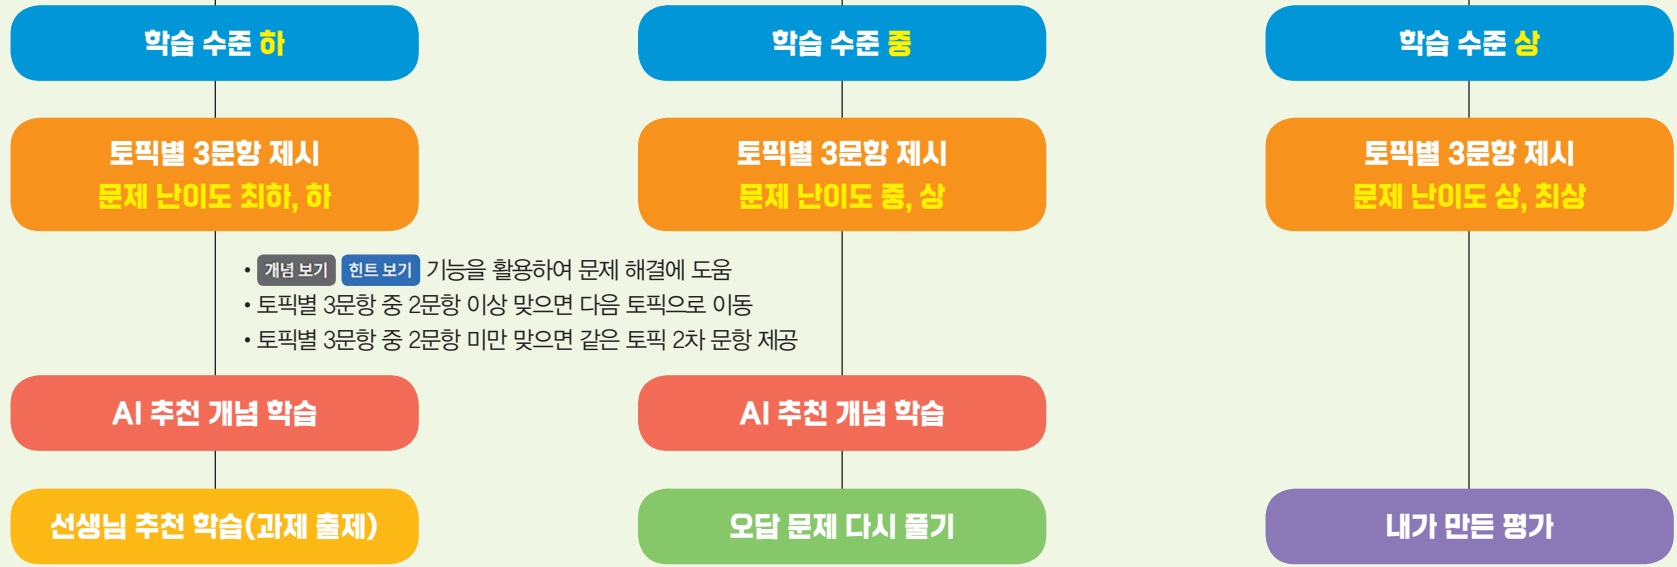 학습 수준 하
학습 수준 중
학습 수준 상
토픽별 3문항 제시
문제 난이도 최하, 하
토픽별 3문항 제시
문제 난이도 중, 상
토픽별 3문항 제시
문제 난이도 상, 최상
• 개념 보기 힌트 보기 기능을 활용하여 문제 해결에 도움
• 토픽별 3문항 중 2문항 이상 맞으면 다음 토픽으로 이동
• 토픽별 3문항 중 2문항 미만 맞으면 같은 토픽 2차 문항 제공
AI 추천 개념 학습
AI 추천 개념 학습
선생님 추천 학습(과제 출제)
오답 문제 다시 풀기
내가 만든 평가